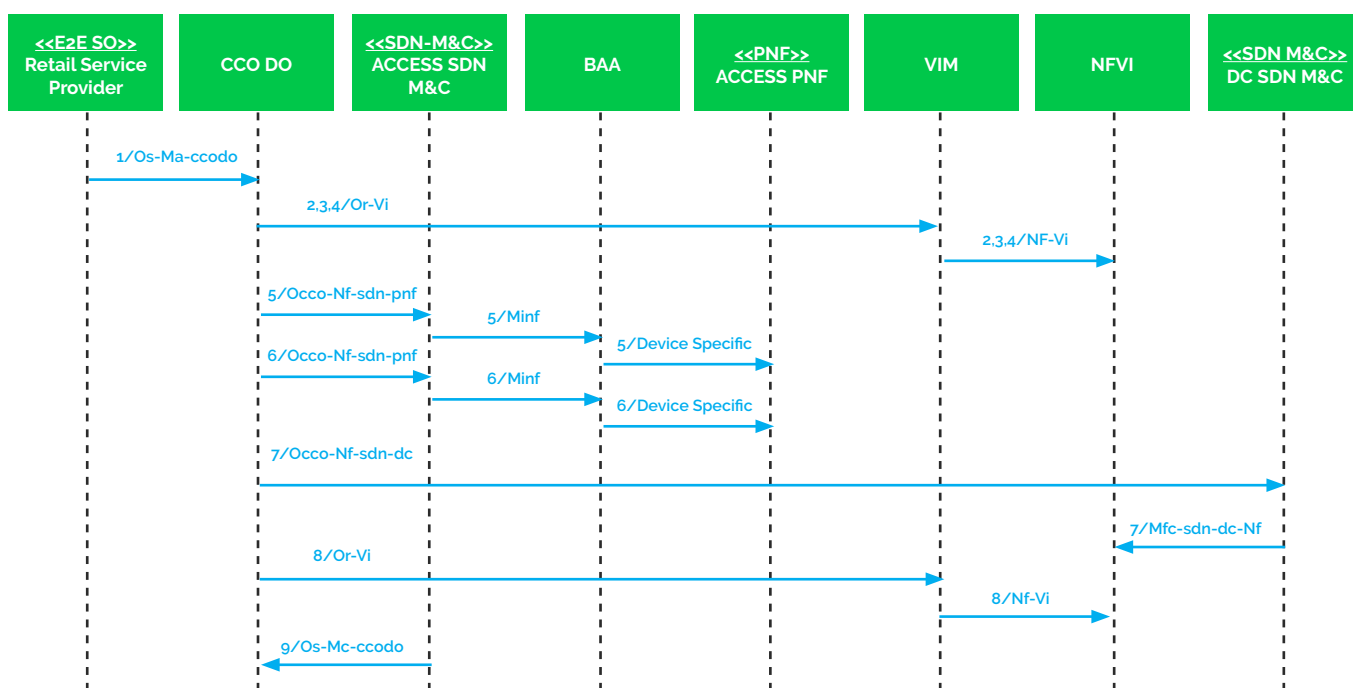 <<E2E SO>>
Retail Service
Provider
CCO DO
<<SDN-M&C>>
ACCESS SDN
M&C
BAA
<<PNF>>
ACCESS PNF
VIM
NFVI
<<SDN M&C>>
DC SDN M&C
1/Os-Ma-ccodo
2,3,4/Or-Vi
2,3,4/NF-Vi
5/Occo-Nf-sdn-pnf
5/Minf
5/Device Specific
6/Occo-Nf-sdn-pnf
6/Minf
6/Device Specific
7/Occo-Nf-sdn-dc
7/Mfc-sdn-dc-Nf
8/Or-Vi
8/Nf-Vi
9/Os-Mc-ccodo